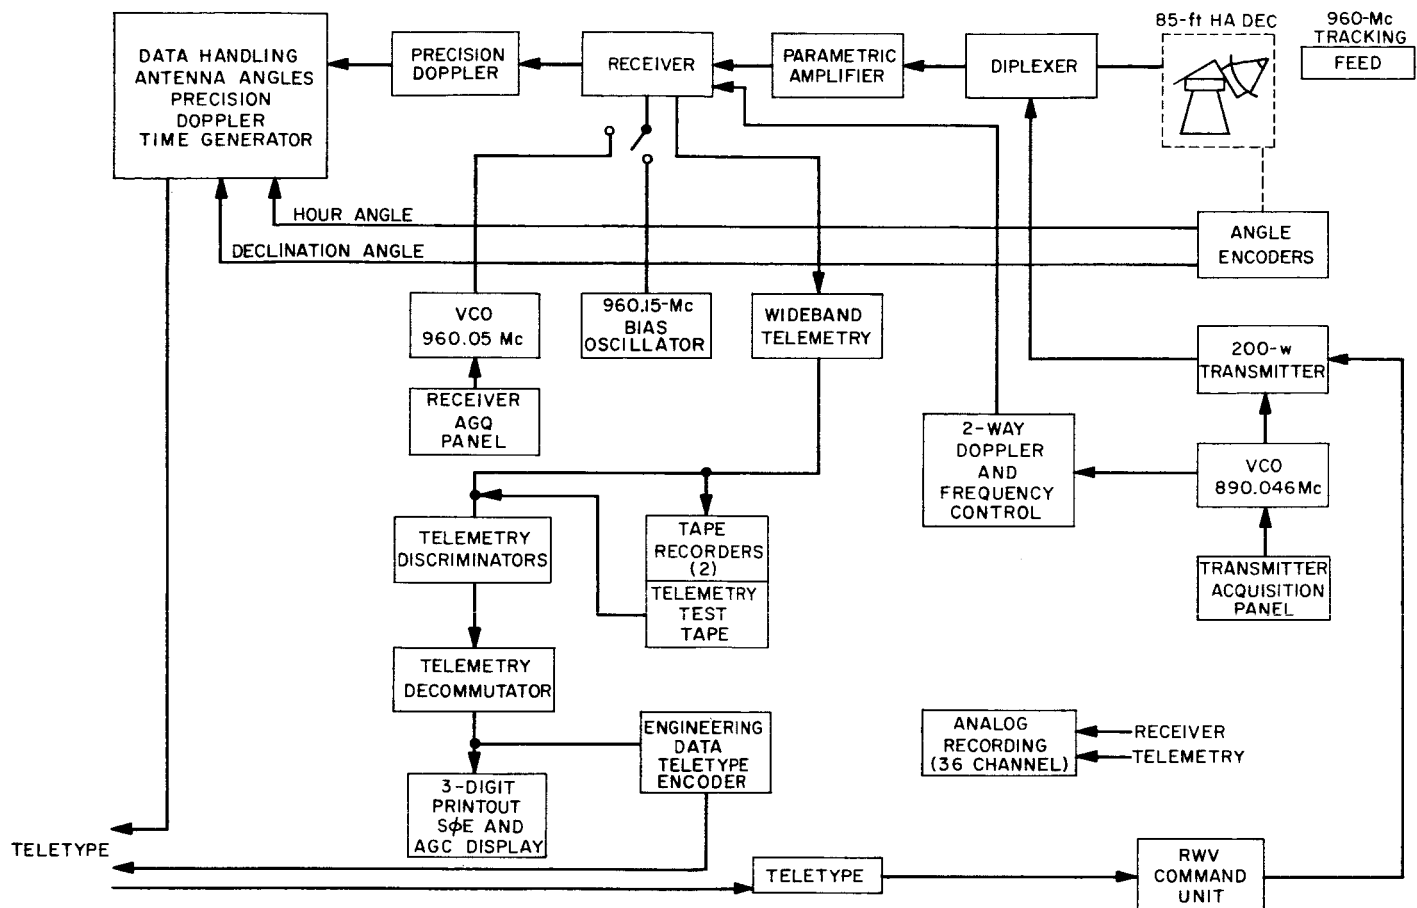 85-ft HA DEC
960-Mc
TRACKING
FEED
DATA HANDLING
ANTENNA ANGLES
PRECISION
DOPPLER
TIME GENERATOR
PRECISION
DOPPLER
RECEIVER
PARAMETRIC
AMPLIFIER
DIPLEXER
HOUR ANGLE
DECLINATION ANGLE
ANGLE
ENCODERS
VCO
960.05 Mc
960.15-Mc
BIAS
OSCILLATOR
WIDEBAND
TELEMETRY
200-w
TRANSMITTER
RECEIVER
AGQ
PANEL
2-WAY
DOPPLER
AND
FREQUENCY
CONTROL
VCO
890.046 Mc
TELEMETRY
DISCRIMINATORS
TAPE
RECORDERS
(2)
TELEMETRY
TEST
TAPE
TRANSMITTER
ACQUISITION
PANEL
TELEMETRY
DECOMMUTATOR
ENGINEERING
DATA
TELETYPE
ENCODER
ANALOG
RECORDING
(36 CHANNEL)
RECEIVER
TELEMETRY
3-DIGIT
PRINTOUT
SϕE AND
AGC DISPLAY
TELETYPE
TELETYPE
RWV
COMMAND
UNIT